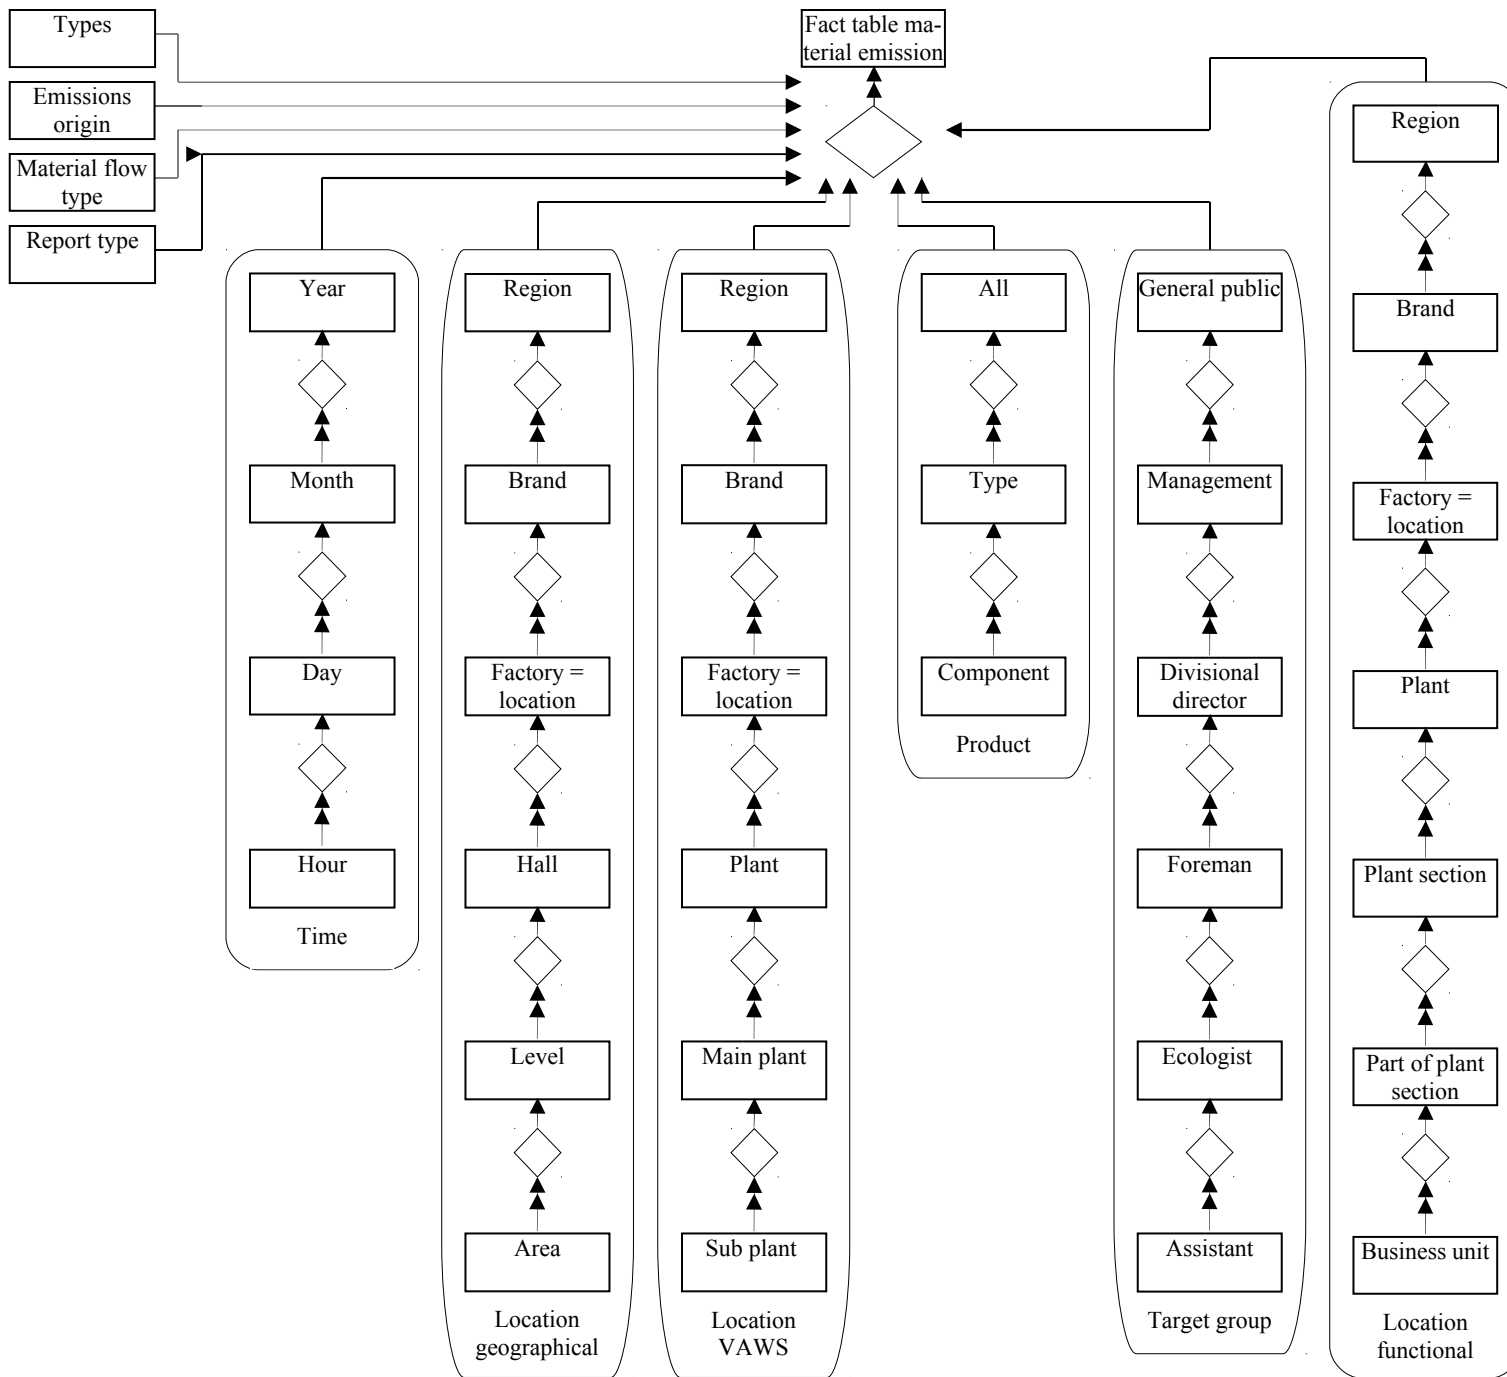 Types
Emissions
origin
Material flow
type
Report type
Fact table ma-
terial emission
Year
Month
Day
Hour
Time
Region
Brand
Factory =
location
Hall
Level
Area
Location
geographical
Region
Brand
Factory =
location
Plant
Main plant
Sub plant
Location
VAWS
All
Type
Component
Product
General public
Management
Divisional
director
Foreman
Ecologist
Assistant
Target group
Region
Brand
Factory =
location
Plant
Plant section
Part of plant
section
Business unit
Location
functional